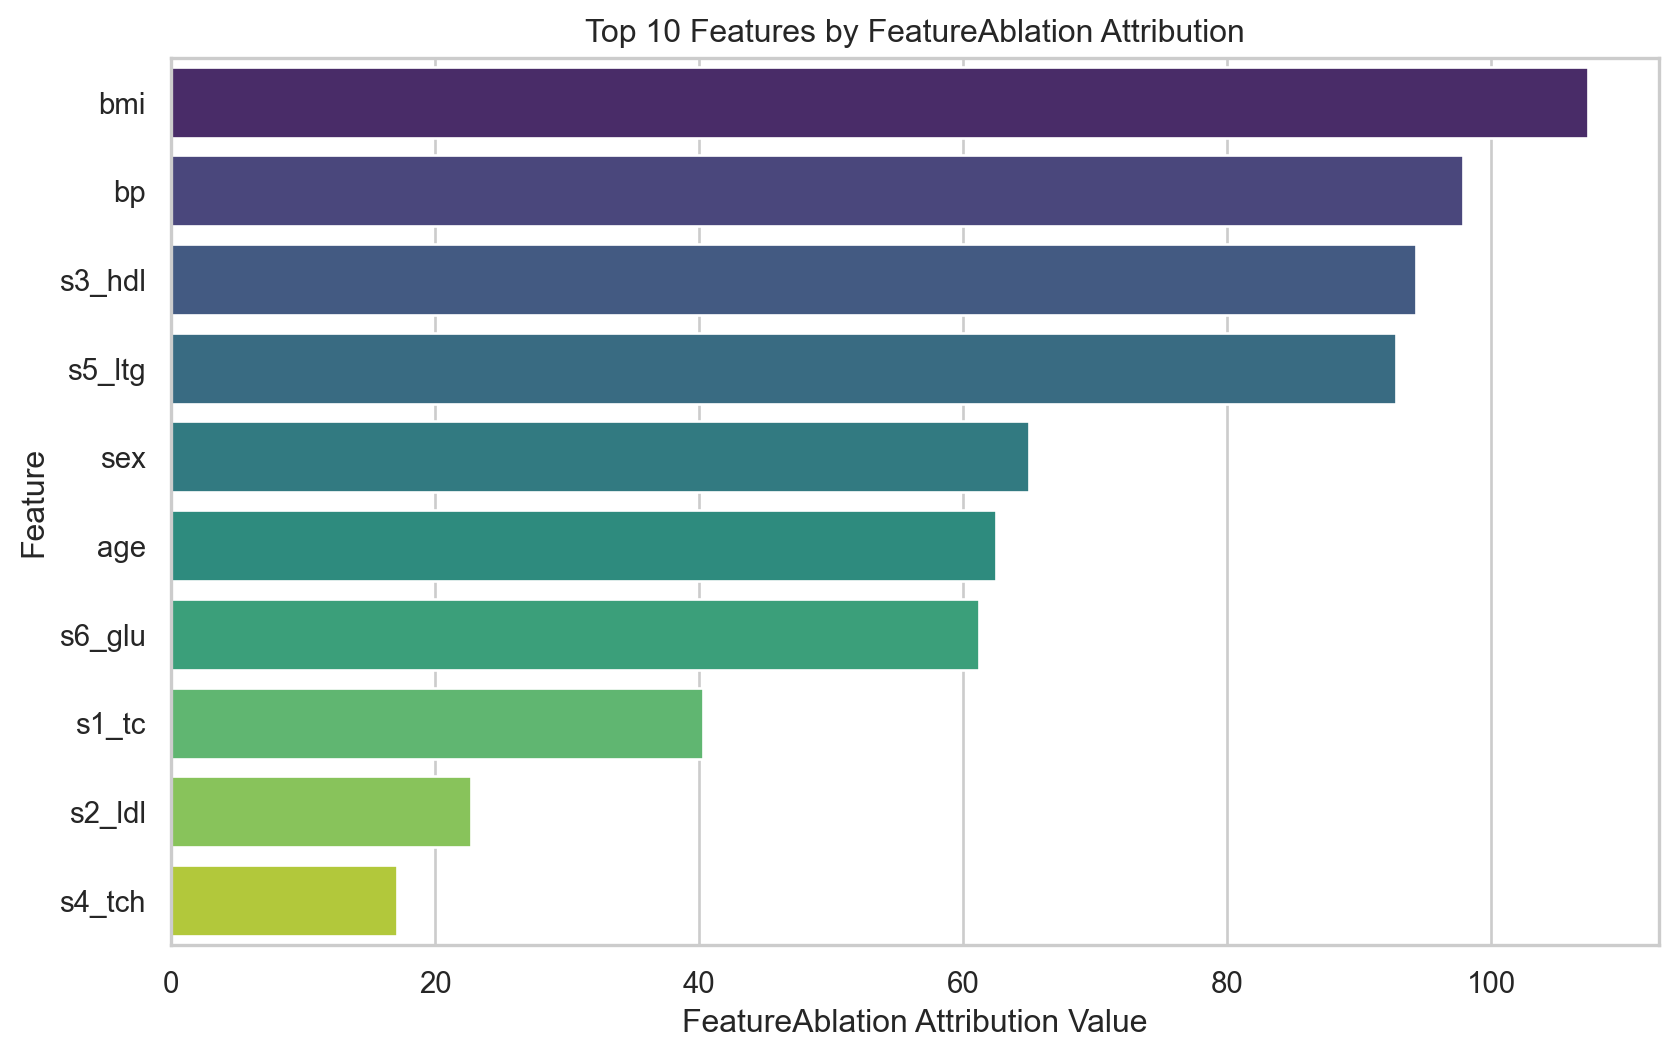 Top 10 Features by FeatureAblation Attribution
bmi
bp
s3_hdl
s5_ltg
sex
age
s6_glu
s1_tc
s2_ldl
s4_tch
Feature
0 20 40 60 80 100
FeatureAblation Attribution Value